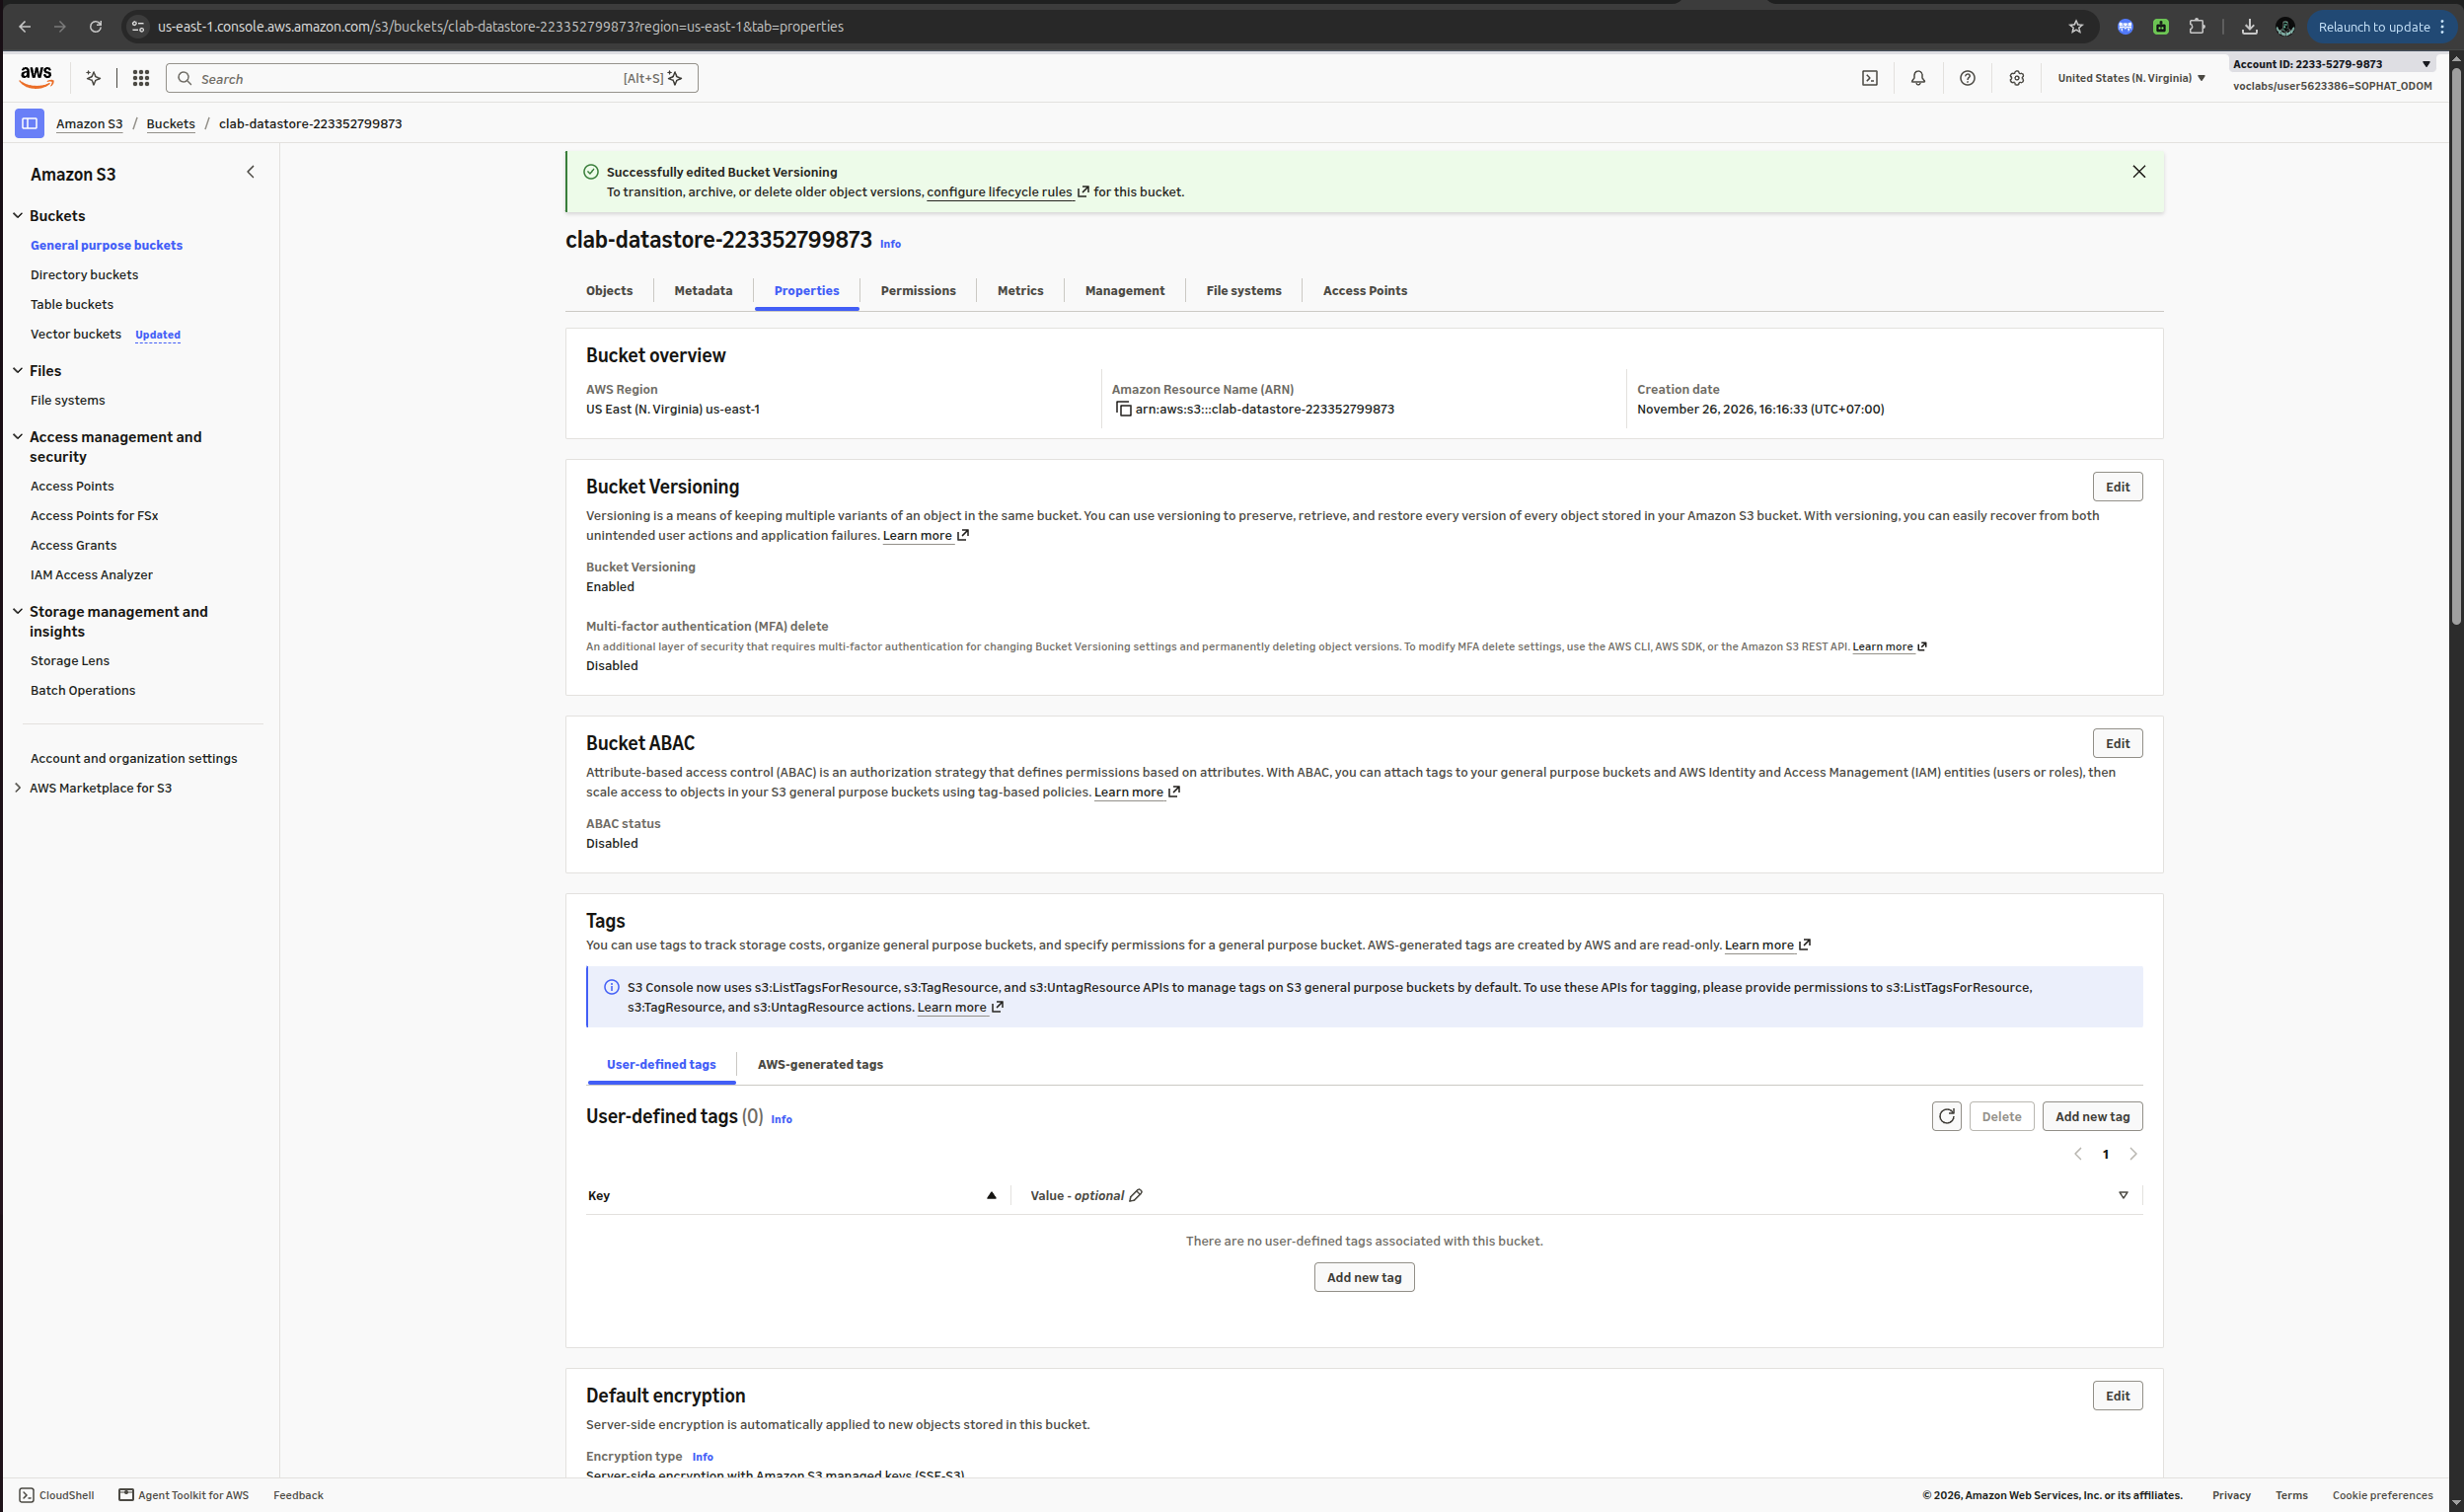 us-east-1.console.aws.amazon.com/s3/buckets/clab-datastore-223352799873?region=us-east-1&tab=properties
Relaunch to update
aws
Search
[Alt+S]
United States (N. Virginia)
Account ID: 2233-5279-9873
voclabs/user5623386=SOPHAT_ODOM
Amazon S3 / Buckets / clab-datastore-223352799873
Amazon S3
Buckets
General purpose buckets
Directory buckets
Table buckets
Vector buckets Updated
Files
File systems
Access management and
security
Access Points
Access Points for FSx
Access Grants
IAM Access Analyzer
Storage management and
insights
Storage Lens
Batch Operations
Account and organization settings
AWS Marketplace for S3
Successfully edited Bucket Versioning
To transition, archive, or delete older object versions, configure lifecycle rules for this bucket.
clab-datastore-223352799873 Info
Objects Metadata Properties Permissions Metrics Management File systems Access Points
Bucket overview
AWS Region
US East (N. Virginia) us-east-1
Amazon Resource Name (ARN)
arn:aws:s3:::clab-datastore-223352799873
Creation date
November 26, 2026, 16:16:33 (UTC+07:00)
Bucket Versioning
Edit
Versioning is a means of keeping multiple variants of an object in the same bucket. You can use versioning to preserve, retrieve, and restore every version of every object stored in your Amazon S3 bucket. With versioning, you can easily recover from both
unintended user actions and application failures. Learn more
Bucket Versioning
Enabled
Multi-factor authentication (MFA) delete
An additional layer of security that requires multi-factor authentication for changing Bucket Versioning settings and permanently deleting object versions. To modify MFA delete settings, use the AWS CLI, AWS SDK, or the Amazon S3 REST API. Learn more
Disabled
Bucket ABAC
Edit
Attribute-based access control (ABAC) is an authorization strategy that defines permissions based on attributes. With ABAC, you can attach tags to your general purpose buckets and AWS Identity and Access Management (IAM) entities (users or roles), then
scale access to objects in your S3 general purpose buckets using tag-based policies. Learn more
ABAC status
Disabled
Tags
You can use tags to track storage costs, organize general purpose buckets, and specify permissions for a general purpose bucket. AWS-generated tags are created by AWS and are read-only. Learn more
S3 Console now uses s3:ListTagsForResource, s3:TagResource, and s3:UntagResource APIs to manage tags on S3 general purpose buckets by default. To use these APIs for tagging, please provide permissions to s3:ListTagsForResource,
s3:TagResource, and s3:UntagResource actions. Learn more
User-defined tags AWS-generated tags
User-defined tags (0) Info
Delete
Add new tag
1
Key
Value - optional
There are no user-defined tags associated with this bucket.
Add new tag
Default encryption
Edit
Server-side encryption is automatically applied to new objects stored in this bucket.
Encryption type Info
Server-side encryption with Amazon S3 managed keys (SSE-S3)
CloudShell Agent Toolkit for AWS Feedback
© 2026, Amazon Web Services, Inc. or its affiliates. Privacy Terms Cookie preferences